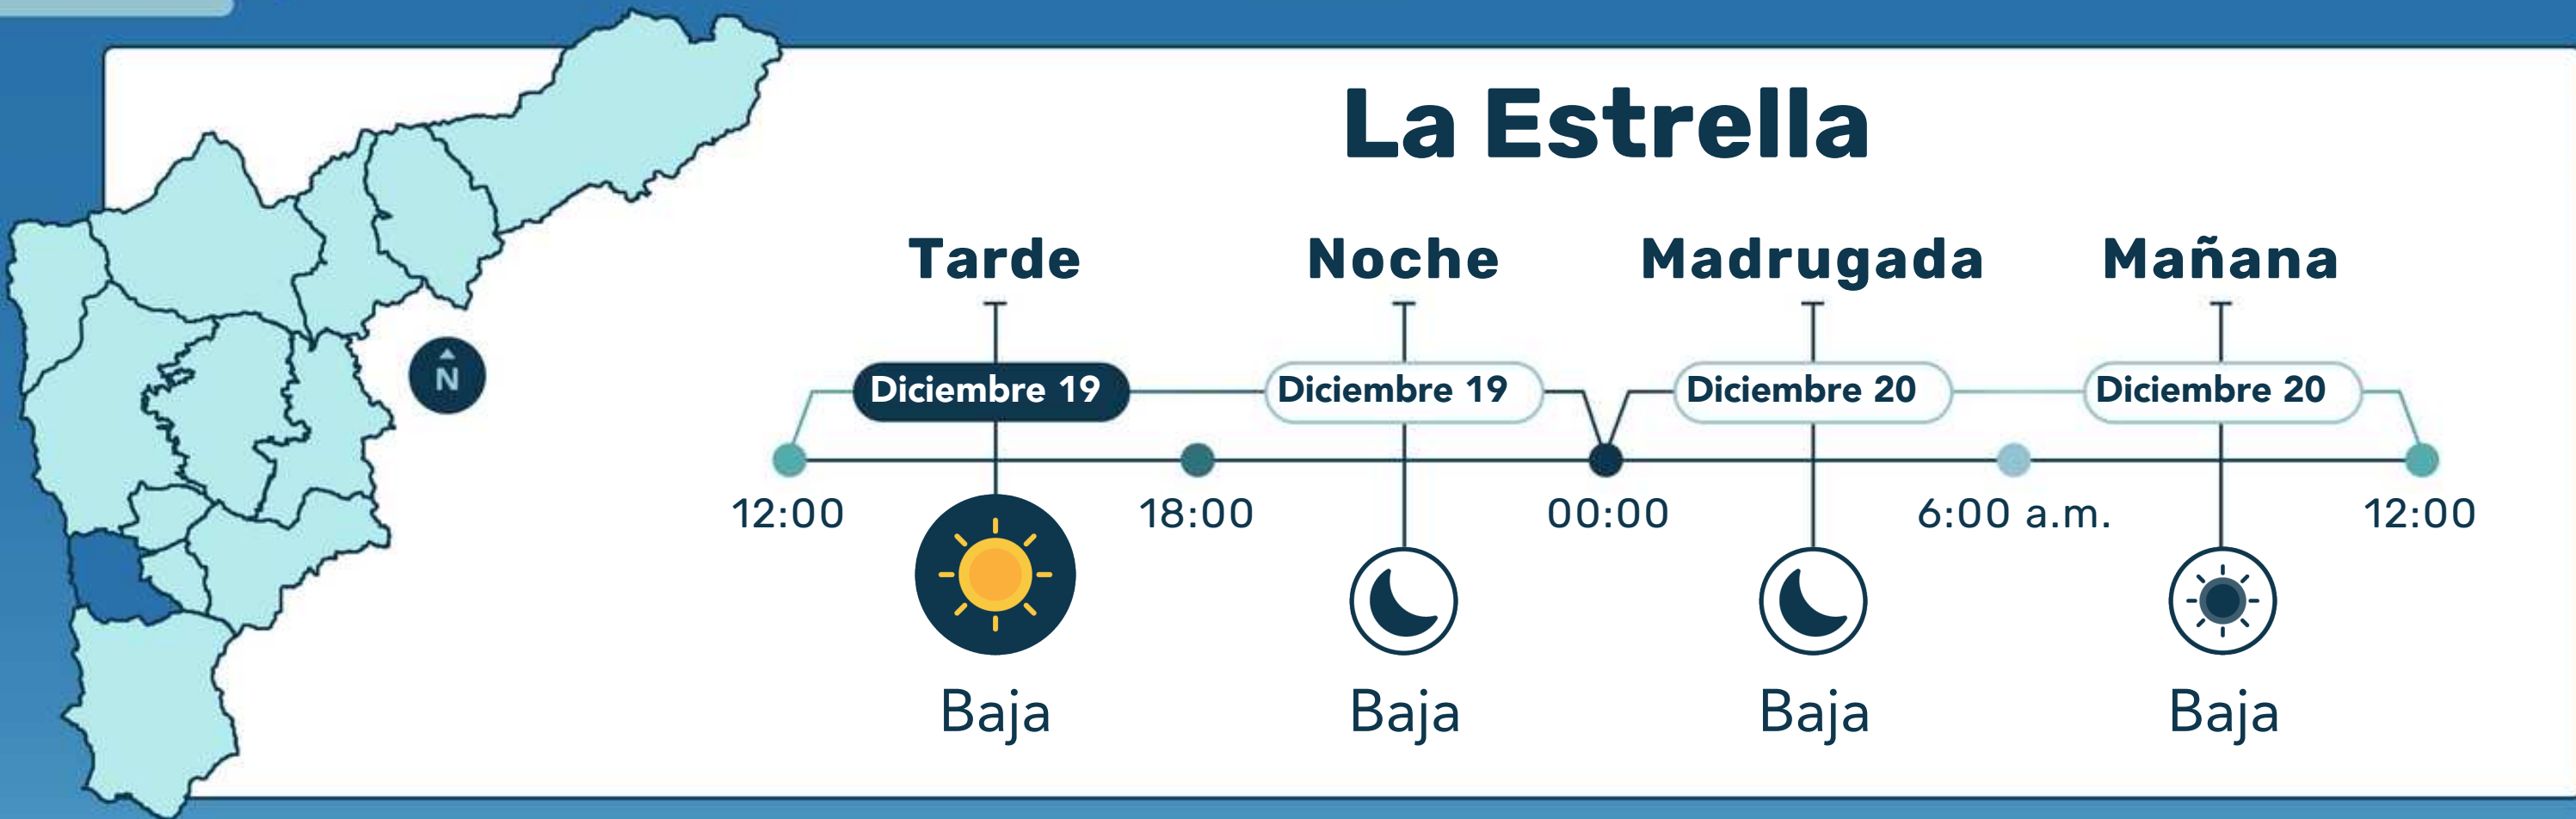 La Estrella
Tarde Noche Madrugada Mañana
N
Diciembre 19 Diciembre 19 Diciembre 20 Diciembre 20
12:00 18:00 00:00 6:00 a.m. 12:00
Baja Baja Baja Baja